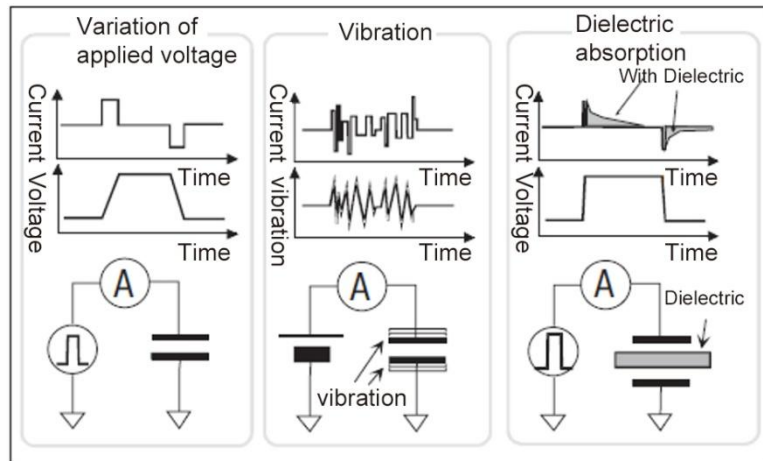 Variation of
applied voltage
Current
Time
Voltage
Time
A
Vibration
Current
Time
vibration
Time
A
vibration
Dielectric
absorption
With Dielectric
Current
Time
Voltage
Time
A
Dielectric